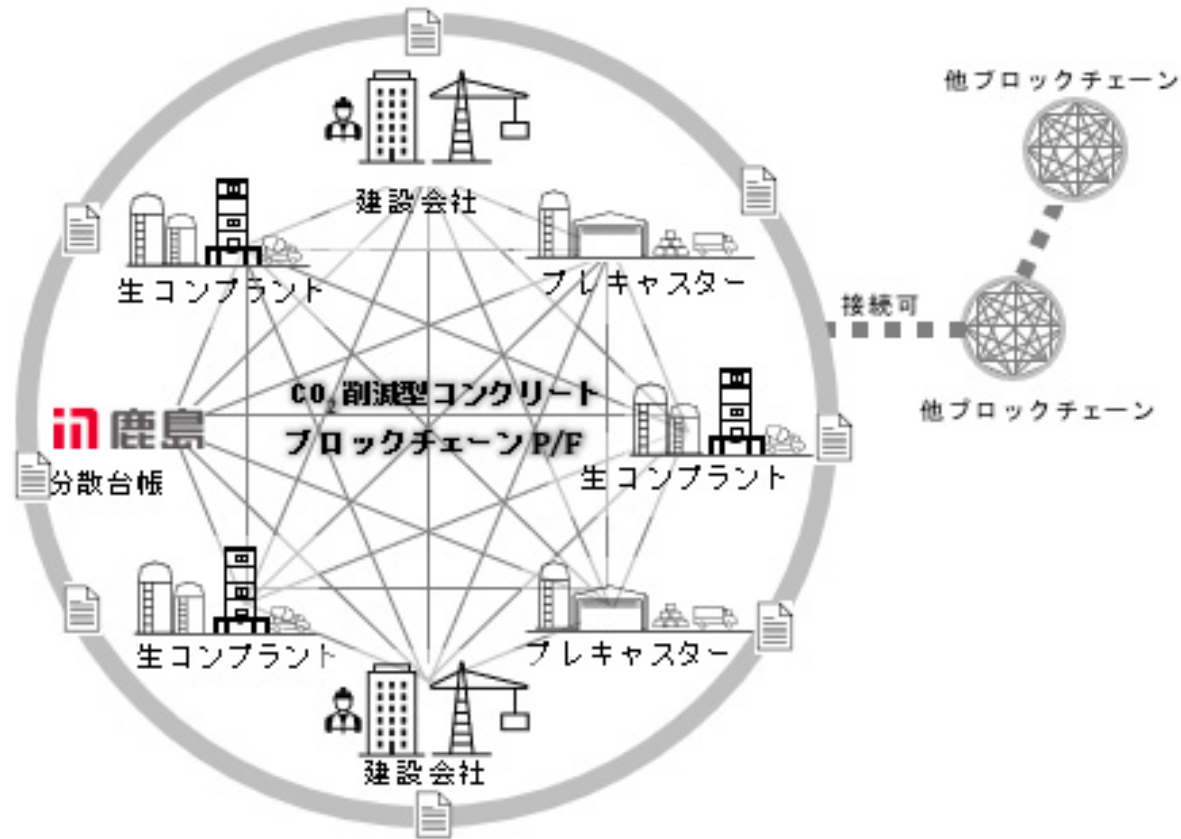 他ブロックチェーン
建設会社
生コンプラント
プレキャスター
接続可
CO₂削減型コンクリート
ブロックチェーンP/F
他ブロックチェーン
鹿島
分散台帳
生コンプラント
生コンプラント
プレキャスター
建設会社